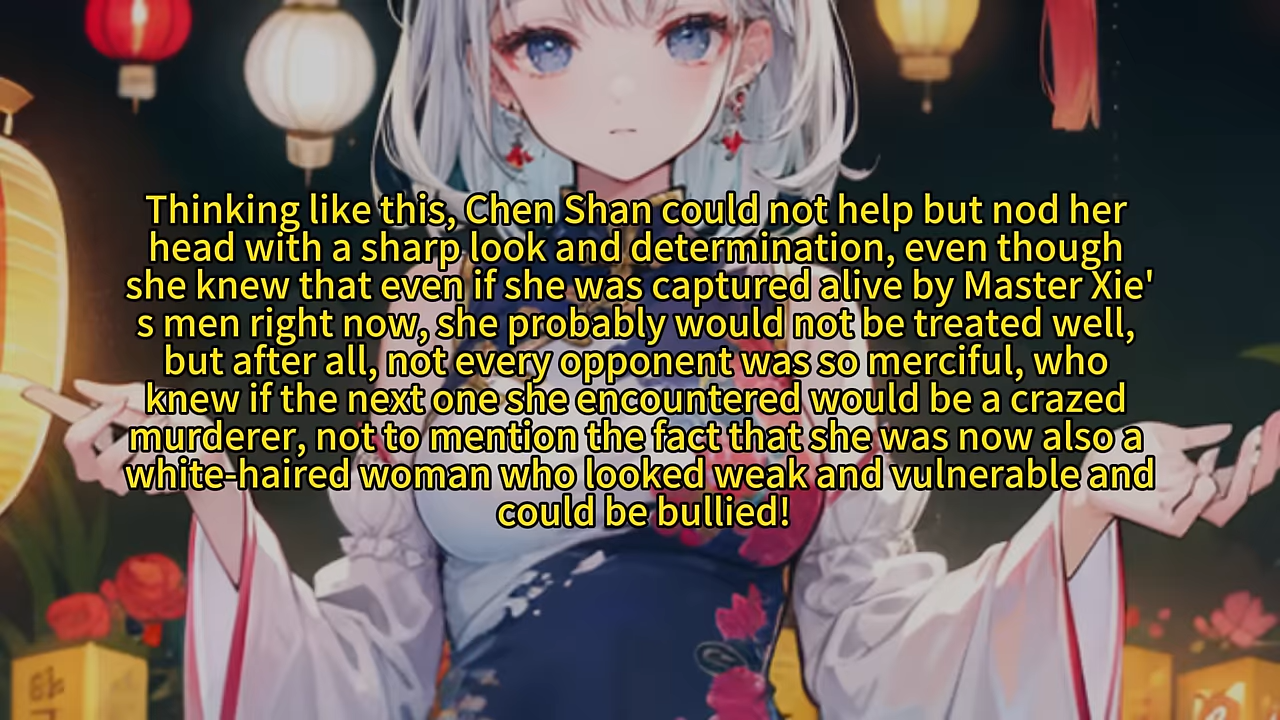 Thinking like this, Chen Shan could not help but nod her
head with a sharp look and determination, even though
she knew that even if she was captured alive by Master Xie'
s men right now, she probably would not be treated well,
but after all, not every opponent was so merciful, who
knew if the next one she encountered would be a crazed
murderer, not to mention the fact that she was now also a
white-haired woman who looked weak and vulnerable and
could be bullied!